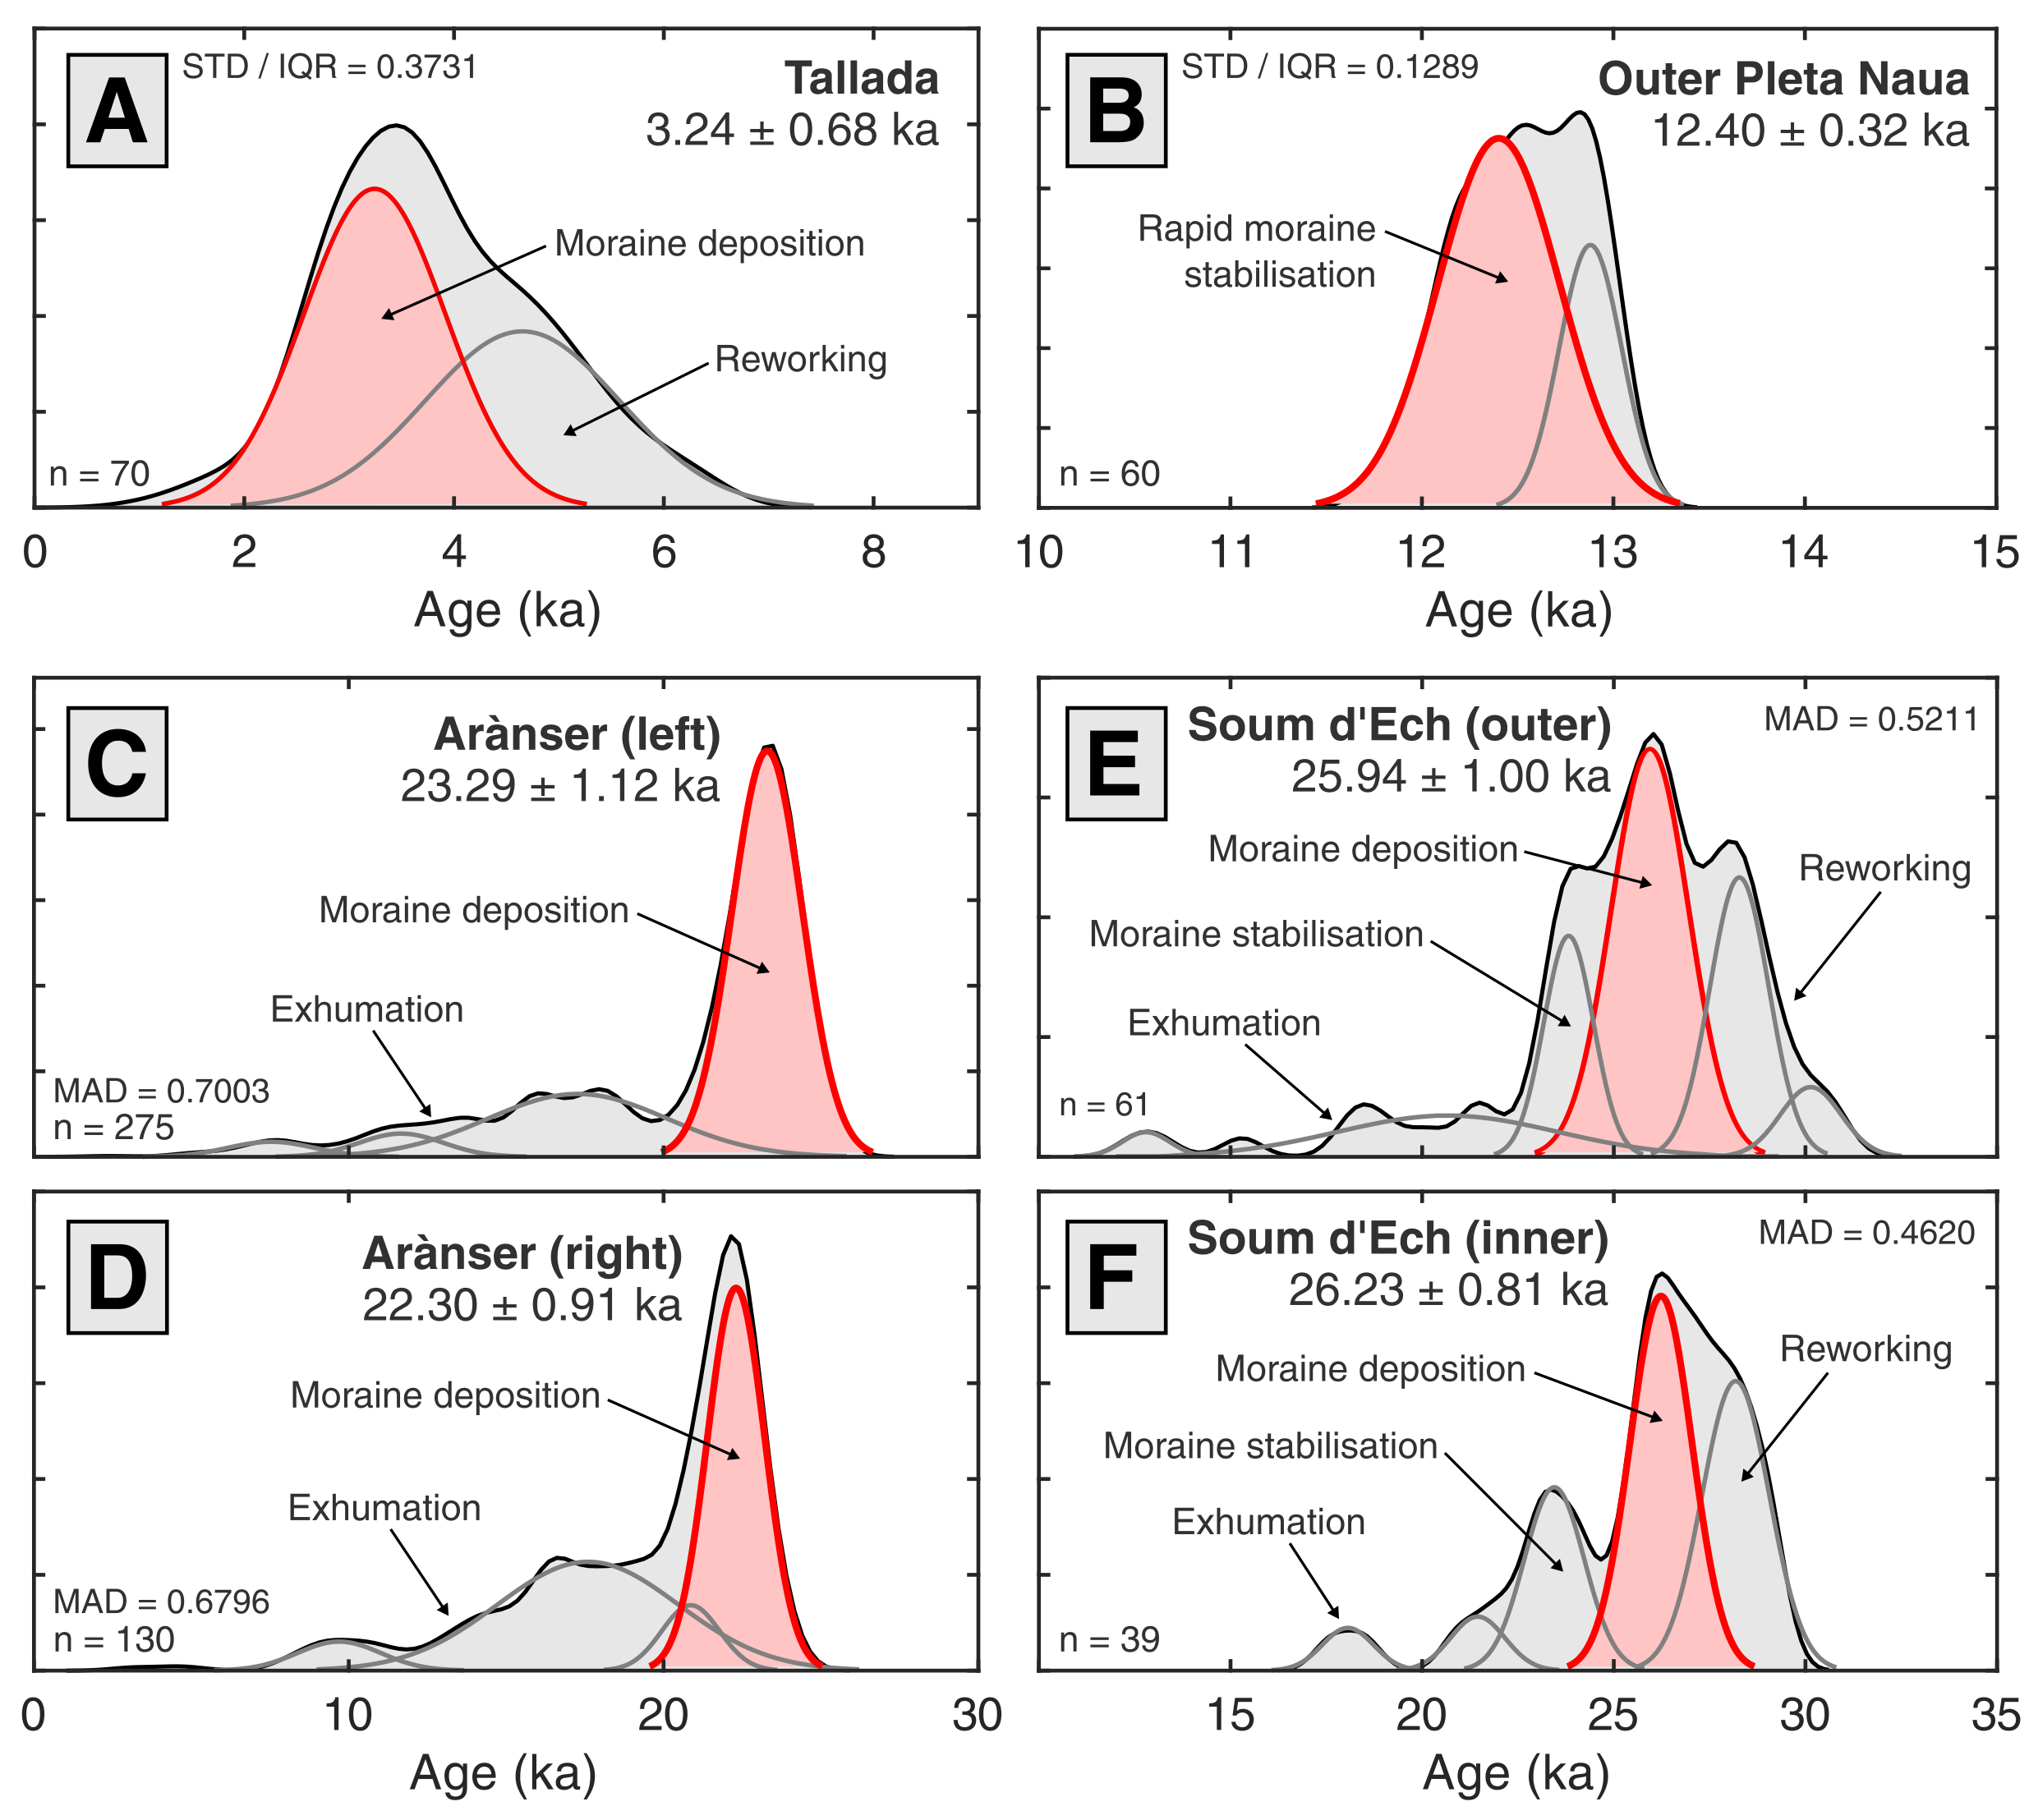 A
STD / IQR = 0.3731
Tallada
3.24 ± 0.68 ka
Moraine deposition
Reworking
n = 70
0 2 4 6 8
Age (ka)
B
STD / IQR = 0.1289
Outer Pleta Naua
12.40 ± 0.32 ka
Rapid moraine
stabilisation
n = 60
10 11 12 13 14 15
Age (ka)
C
Arànser (left)
23.29 ± 1.12 ka
Moraine deposition
Exhumation
MAD = 0.7003
n = 275
E
Soum d'Ech (outer)
25.94 ± 1.00 ka
MAD = 0.5211
Moraine deposition
Reworking
Moraine stabilisation
Exhumation
n = 61
D
Arànser (right)
22.30 ± 0.91 ka
Moraine deposition
Exhumation
MAD = 0.6796
n = 130
0 10 20 30
Age (ka)
F
Soum d'Ech (inner)
26.23 ± 0.81 ka
MAD = 0.4620
Moraine deposition
Reworking
Moraine stabilisation
Exhumation
n = 39
15 20 25 30 35
Age (ka)